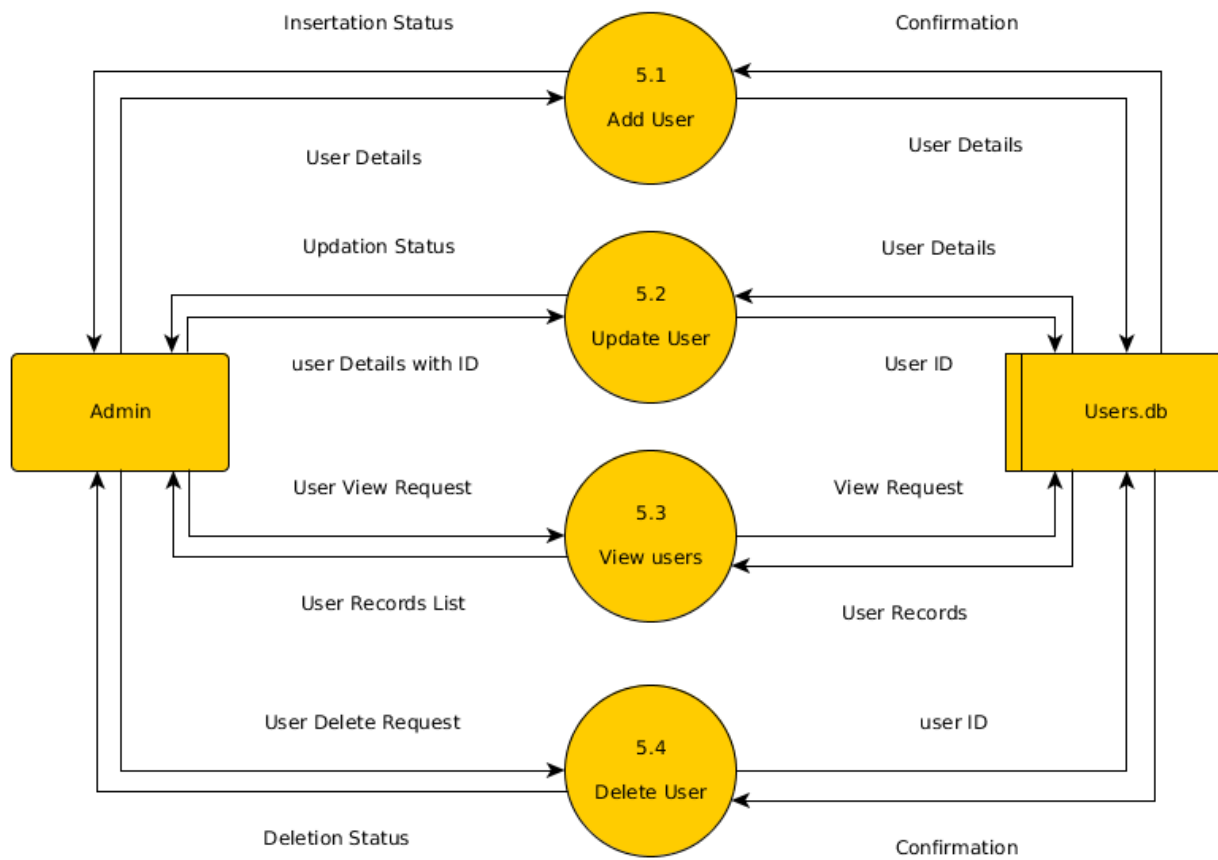 Insertation Status
Confirmation
5.1
Add User
User Details
User Details
Updation Status
User Details
5.2
Update User
user Details with ID
User ID
Admin
Users.db
User View Request
View Request
5.3
View users
User Records List
User Records
User Delete Request
user ID
5.4
Delete User
Deletion Status
Confirmation